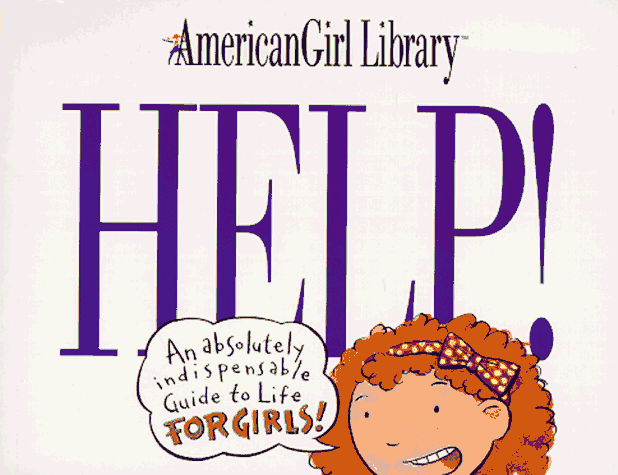 AmericanGirl Library™
HELP!
An absolutely
indispensable
Guide to Life
FOR GIRLS!